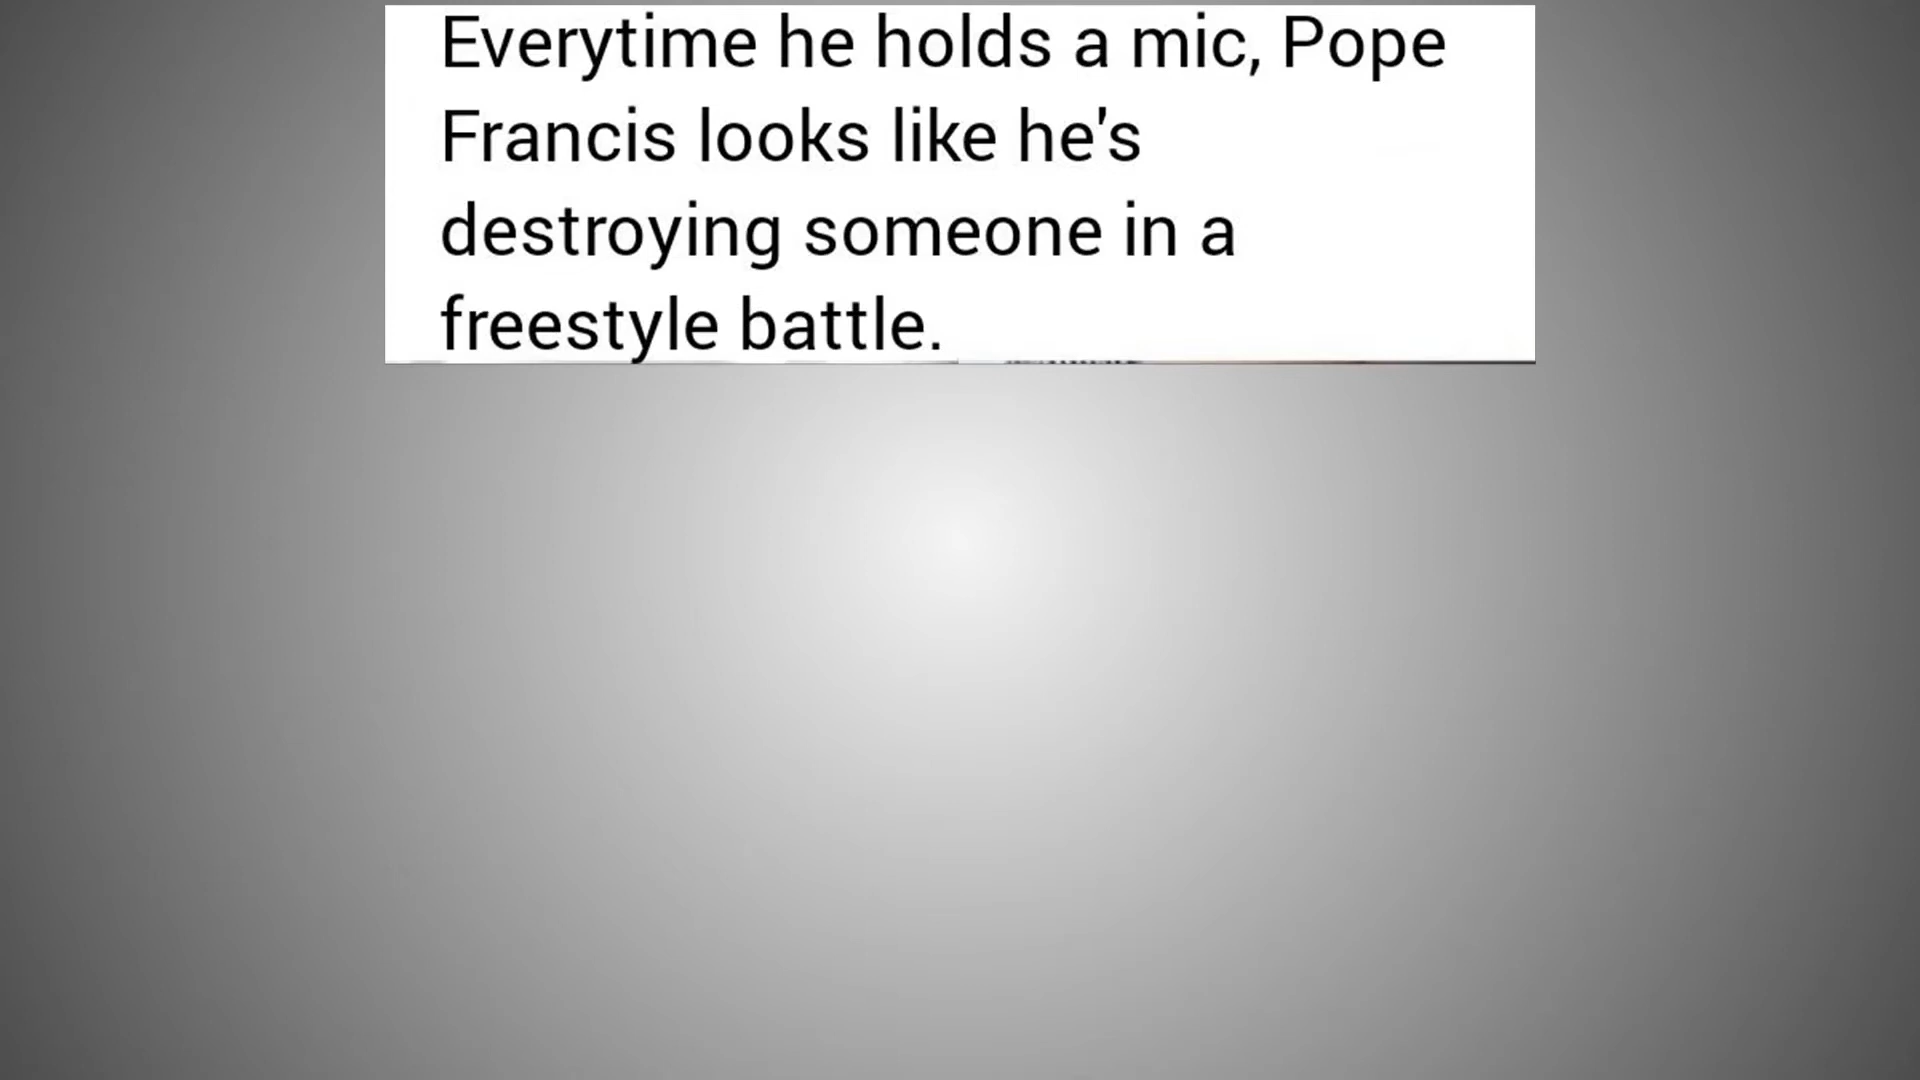 Everytime he holds a mic, Pope
Francis looks like he's
destroying someone in a
freestyle battle.